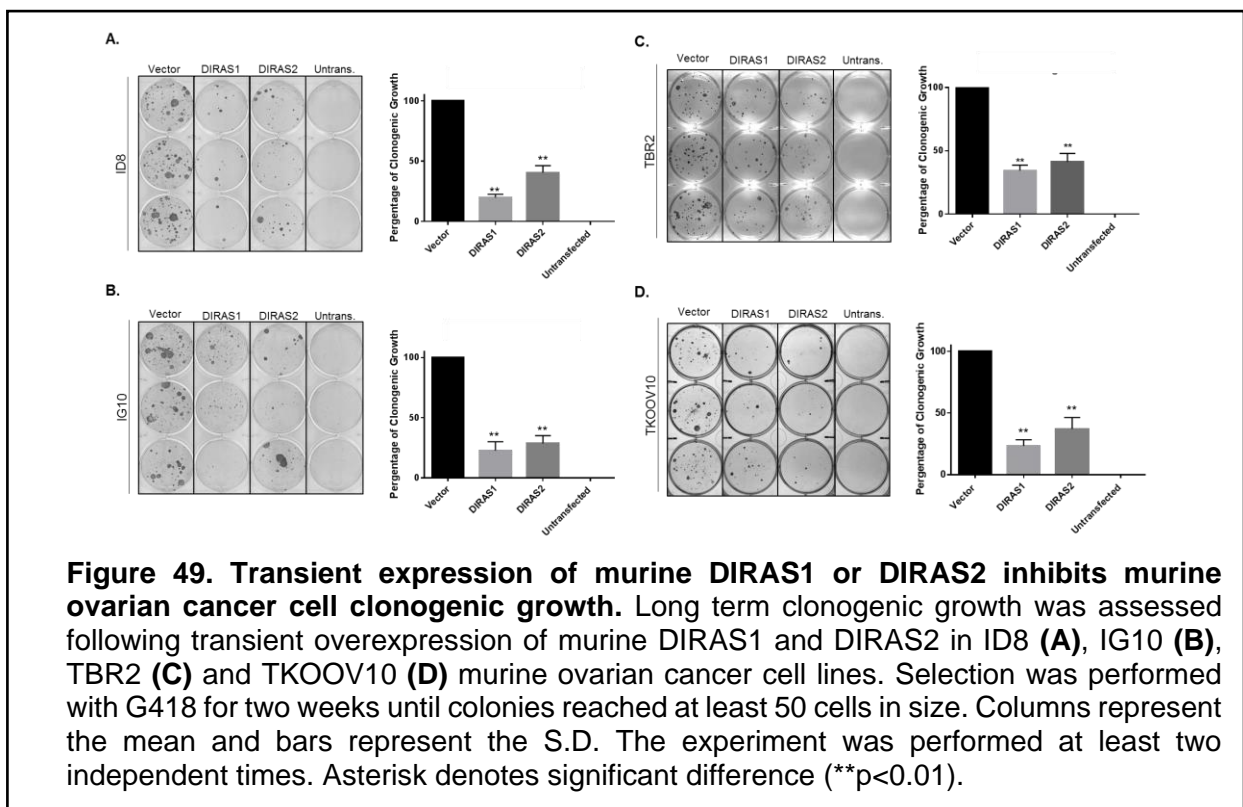 A.
Vector DIRAS1 DIRAS2 Untrans.
ID8
Pergentage of Clonogenic Growth
100
50
0
** **
Vector
DIRAS1
DIRAS2
Untransfected
C.
Vector DIRAS1 DIRAS2 Untrans.
TBR2
Pergentage of Clonogenic Growth
100
50
0
** **
Vector
DIRAS1
DIRAS2
Untransfected
B.
Vector DIRAS1 DIRAS2 Untrans.
IG10
Pergentage of Clonogenic Growth
100
50
0
** **
Vector
DIRAS1
DIRAS2
Untransfected
D.
Vector DIRAS1 DIRAS2 Untrans.
TKOOV10
Pergentage of Clonogenic Growth
100
50
0
** **
Vector
DIRAS1
DIRAS2
Untransfected
Figure 49. Transient expression of murine DIRAS1 or DIRAS2 inhibits murine
ovarian cancer cell clonogenic growth. Long term clonogenic growth was assessed
following transient overexpression of murine DIRAS1 and DIRAS2 in ID8 (A), IG10 (B),
TBR2 (C) and TKOOV10 (D) murine ovarian cancer cell lines. Selection was performed
with G418 for two weeks until colonies reached at least 50 cells in size. Columns represent
the mean and bars represent the S.D. The experiment was performed at least two
independent times. Asterisk denotes significant difference (**p<0.01).